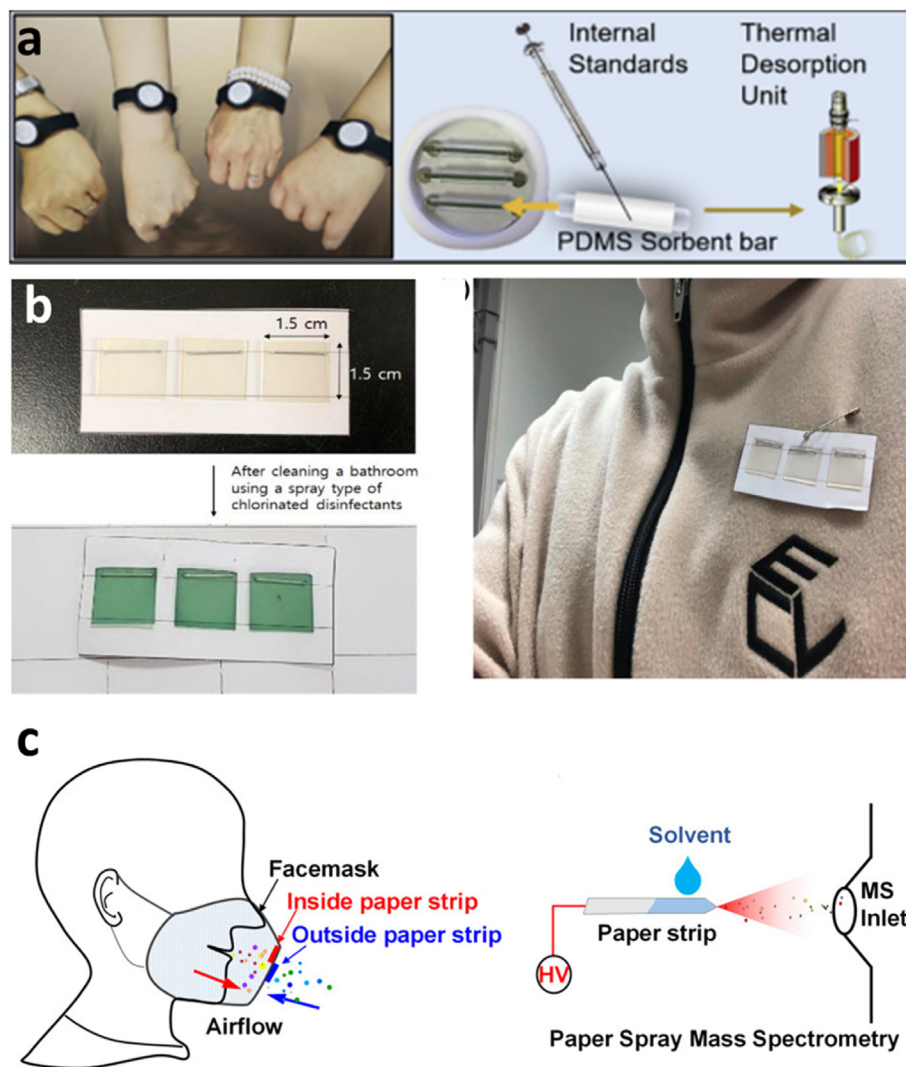 a
Internal
Standards
Thermal
Desorption
Unit
PDMS Sorbent bar
b
1.5 cm
1.5 cm
After cleaning a bathroom
using a spray type of
chlorinated disinfectants
c
Facemask
Inside paper strip
Outside paper strip
Airflow
Solvent
Paper strip
HV
MS
Inlet
Paper Spray Mass Spectrometry